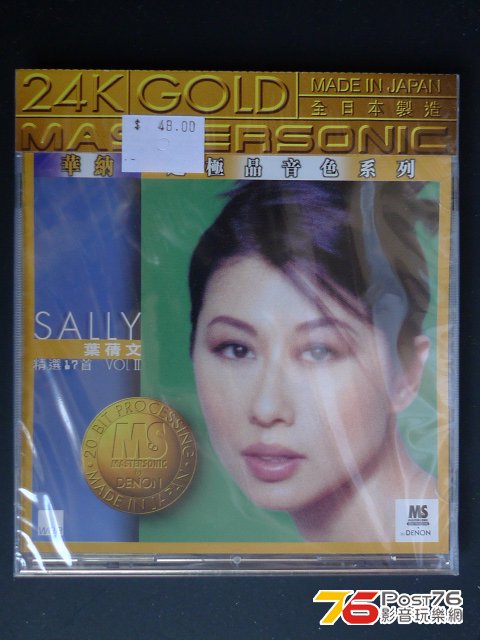 24K GOLD
MADE IN JAPAN
全日本製造
$ 48.00
MASTERSONIC
華納 極品音色系列
SALLY
葉蒨文
精選17首 VOL II
20 BIT PROCESSING
MS
MASTERSONIC
by DENON
MADE IN JAPAN
MS
by DENON
76 Post76
影音玩樂網